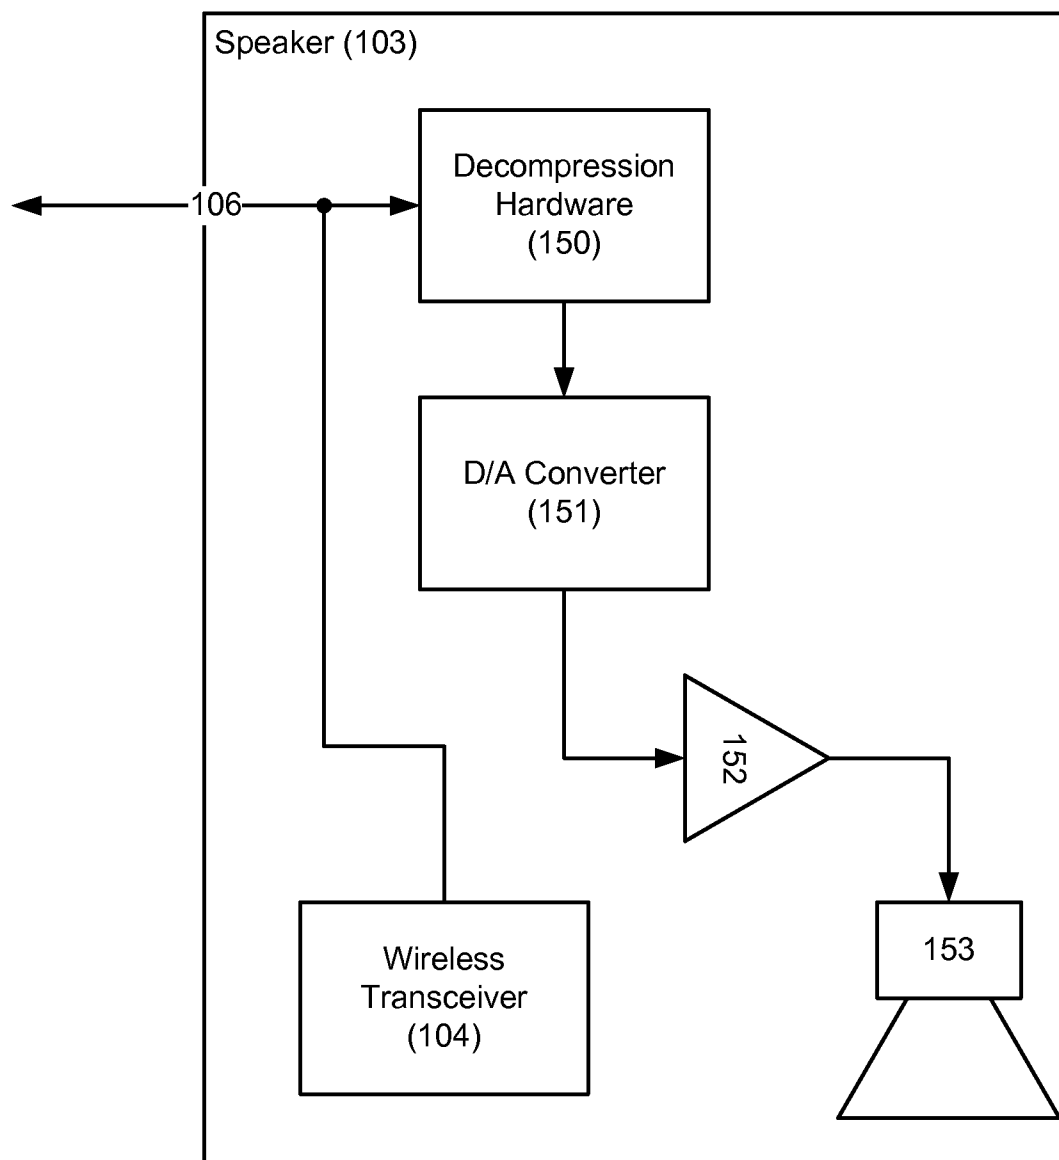 Speaker (103)
Decompression
Hardware
(150)
106
D/A Converter
(151)
152
153
Wireless
Transceiver
(104)